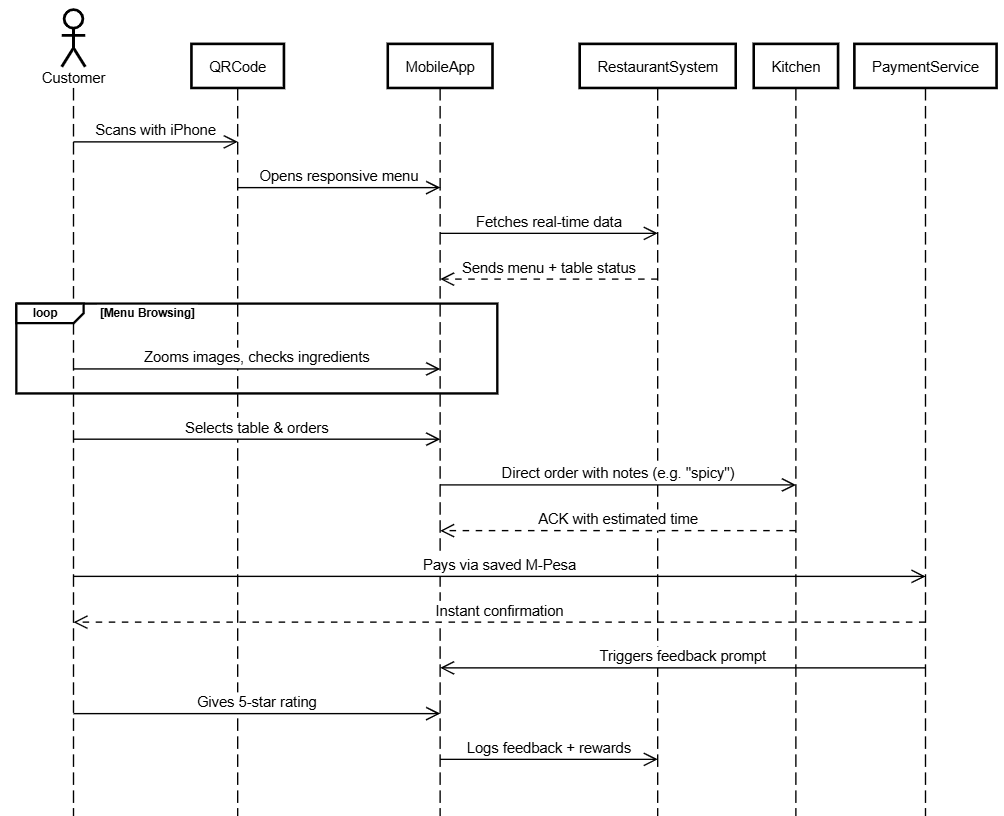 Customer
QRCode
MobileApp
RestaurantSystem
Kitchen
PaymentService
Scans with iPhone
Opens responsive menu
Fetches real-time data
Sends menu + table status
loop
[Menu Browsing]
Zooms images, checks ingredients
Selects table & orders
Direct order with notes (e.g. "spicy")
ACK with estimated time
Pays via saved M-Pesa
Instant confirmation
Triggers feedback prompt
Gives 5-star rating
Logs feedback + rewards